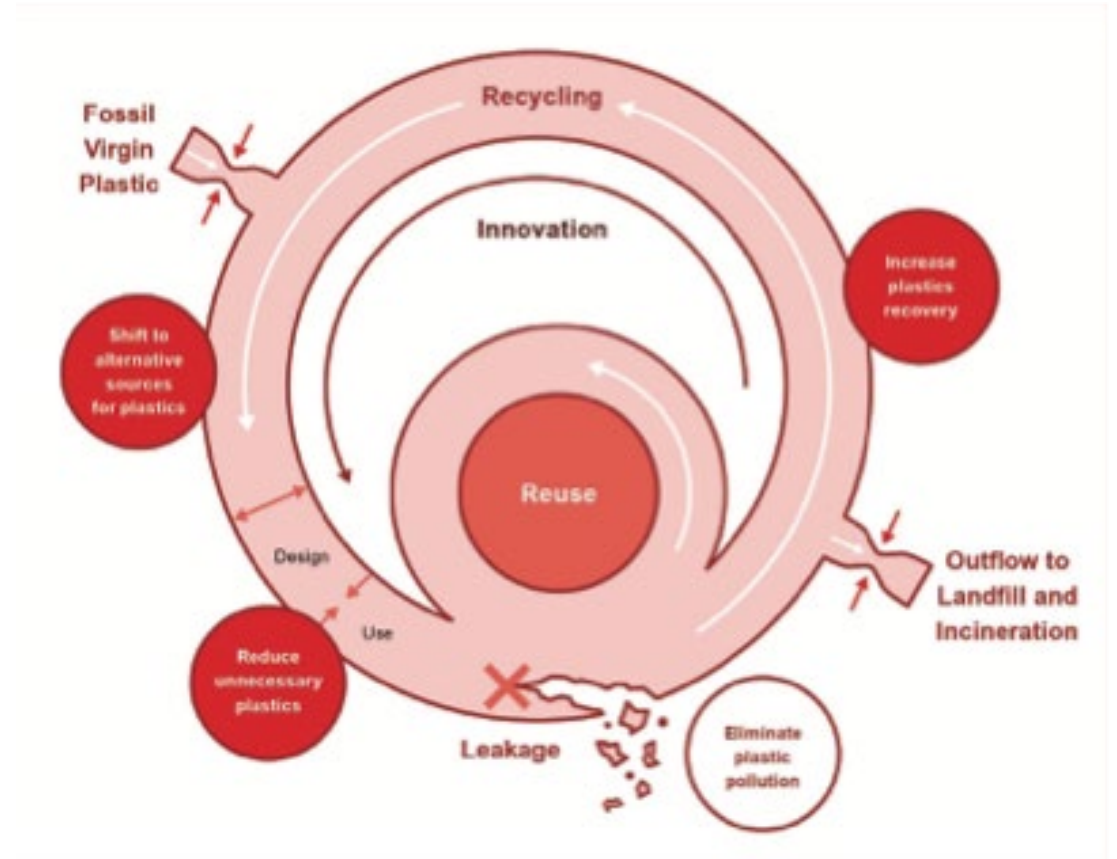 Recycling
Fossil
Virgin
Plastic
Innovation
Increase
plastics
recovery
Shift to
alternative
sources
for plastics
Reuse
Design
Use
Outflow to
Landfill and
Incineration
Reduce
unnecessary
plastics
Leakage
Eliminate
plastic
pollution